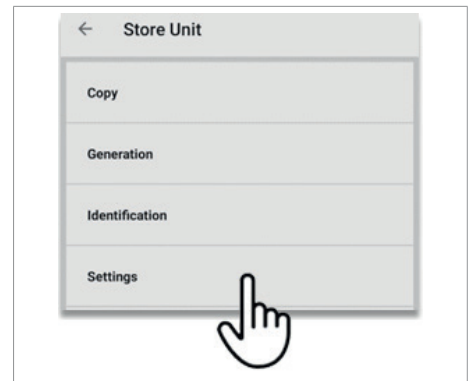 Store Unit
Copy
Generation
Identification
Settings